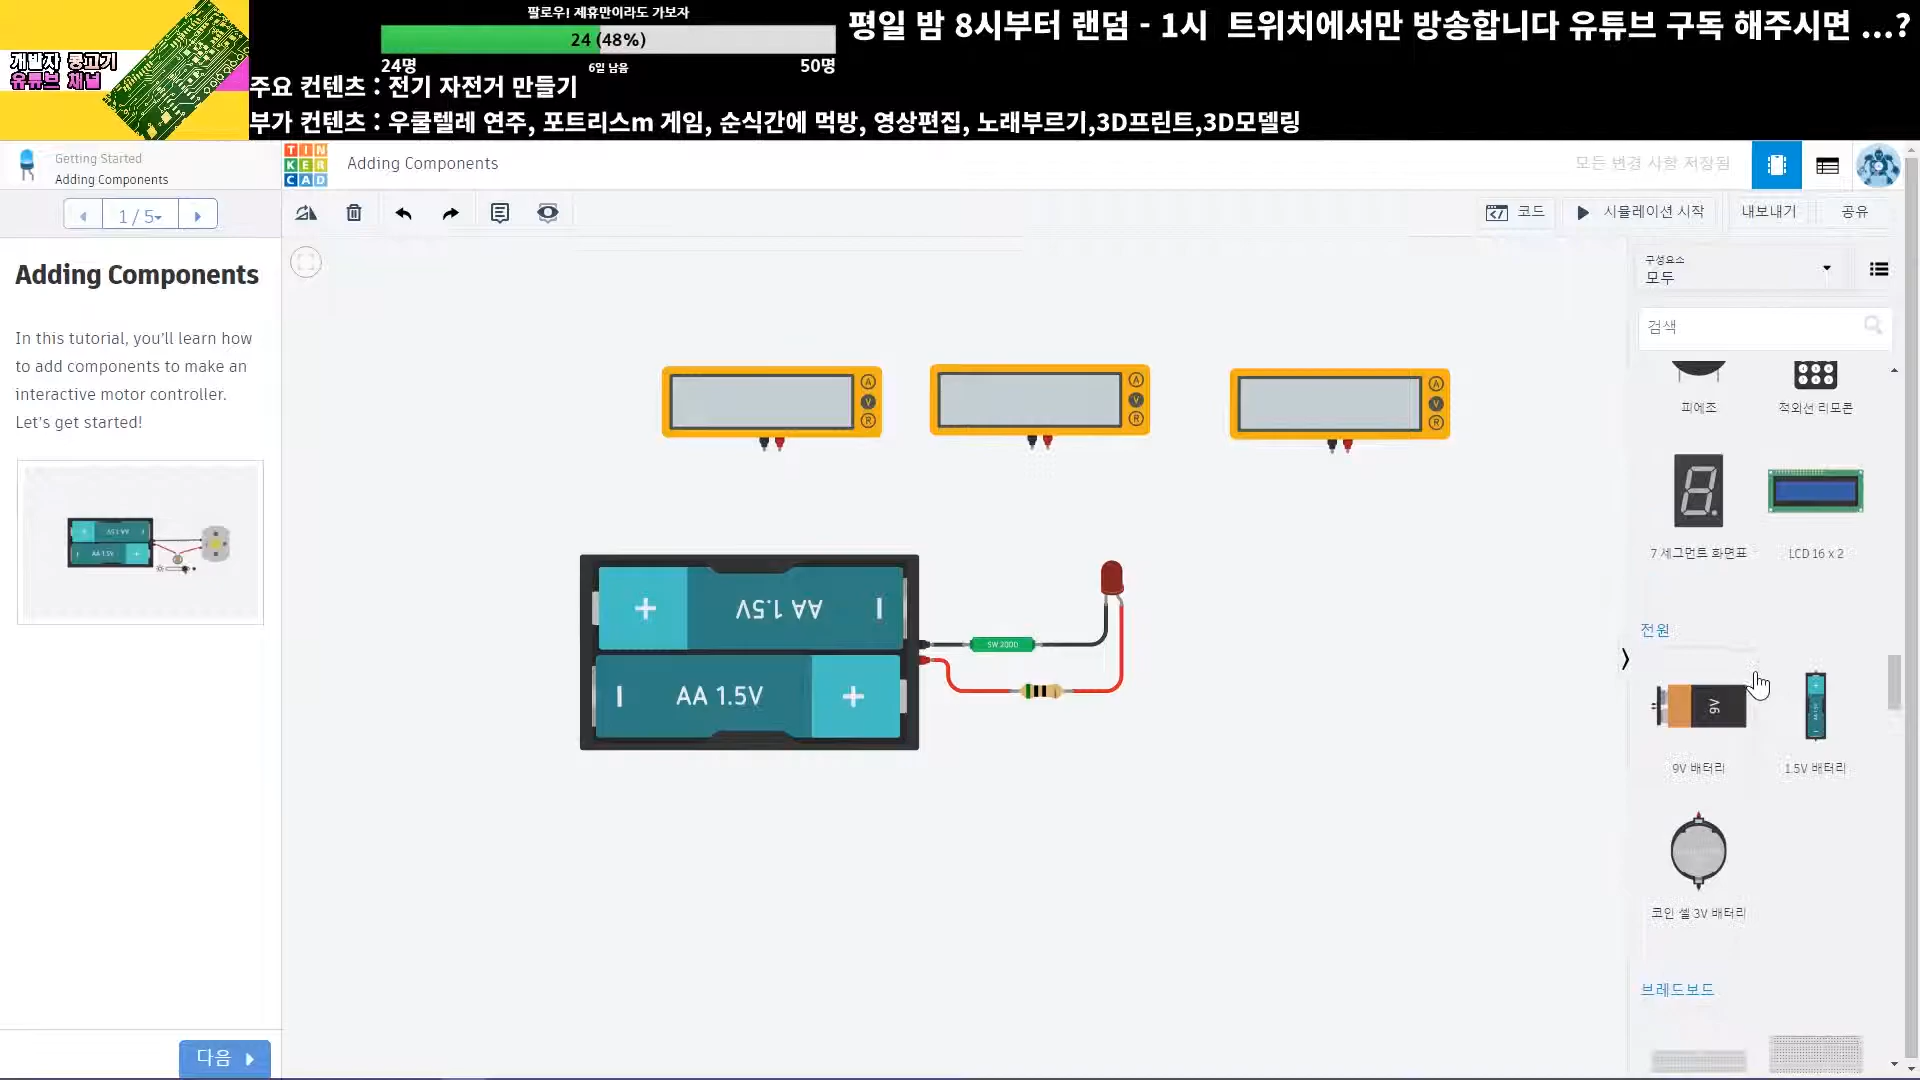 개발자 롱고기
유튜브 채널
팔로우! 제휴만이라도 가보자
24 (48%)
24명
6일 남음
50명
평일 밤 8시부터 랜덤 - 1시 트위치에서만 방송합니다 유튜브 구독 해주시면 ...?
주요 컨텐츠 : 전기 자전거 만들기
부가 컨텐츠 : 우쿨렐레 연주, 포트리스m 게임, 순식간에 먹방, 영상편집, 노래부르기,3D프린트,3D모델링
Getting Started
Adding Components
TIN
KER
CAD
Adding Components
모든 변경 사항 저장됨
1 / 5
코드
시뮬레이션 시작
내보내기
공유
Adding Components
In this tutorial, you'll learn how
to add components to make an
interactive motor controller.
Let's get started!
AA 1.5V
AA 1.5V
다음
A
V
R
A
V
R
A
V
R
+ AA 1.5V
AA 1.5V +
5W 200Ω
구성요소
모두
검색
피에조
적외선 리모콘
7 세그먼트 화면표
LCD 16 x 2
전원
9V
9V 배터리
1.5V 배터리
코인 셀 3V 배터리
브레드보드